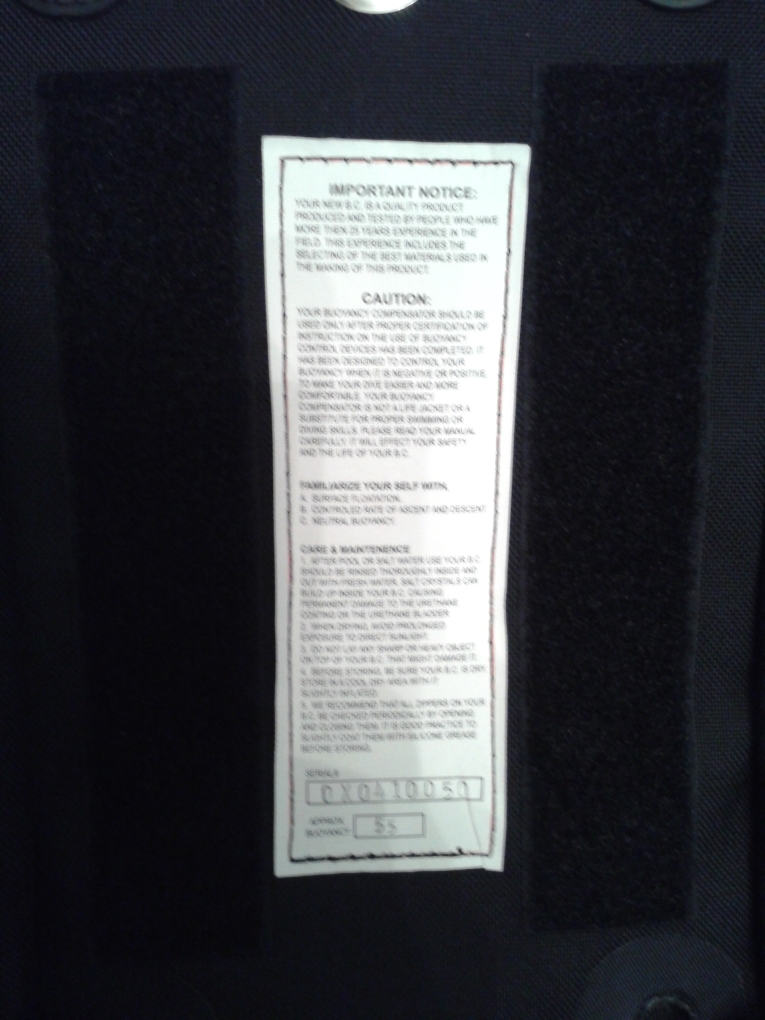 IMPORTANT NOTICE:
YOUR NEW B.C. IS A QUALITY PRODUCT
PRODUCED AND TESTED BY PEOPLE WHO HAVE
MORE THEN 25 YEARS EXPERIENCE IN THE
FIELD. THIS EXPERIENCE INCLUDES THE
SELECTING OF THE BEST MATERIALS USED IN
THE MAKING OF THIS PRODUCT.
CAUTION:
YOUR BUOYANCY COMPENSATOR SHOULD BE
USED ONLY AFTER PROPER CERTIFICATION OF
INSTRUCTION ON THE USE OF BUOYANCY
CONTROL DEVICES HAS BEEN COMPLETED. IT
HAS BEEN DESIGNED TO CONTROL YOUR
BUOYANCY WHEN IT IS NEGATIVE OR POSITIVE,
TO MAKE YOUR DIVE EASIER AND MORE
COMFORTABLE. YOUR BUOYANCY
COMPENSATOR IS NOT A LIFE JACKET OR A
SUBSTITUTE FOR PROPER SWIMMING OR
DIVING SKILLS. PLEASE READ YOUR MANUAL
CAREFULLY. IT WILL EFFECT YOUR SAFETY
AND THE LIFE OF YOUR B.C.
FAMILIARIZE YOUR SELF WITH,
A. SURFACE FLOATATION.
B. CONTROLED RATE OF ASCENT AND DESCENT
C. NEUTRAL BUOYANCY
CARE & MAINTENENCE
1. AFTER POOL OR SALT WATER USE YOUR B.C.
SHOULD BE RINSED THOROUGHLY INSIDE AND
OUT WITH FRESH WATER. SALT CRYSTALS CAN
BUILD UP INSIDE YOUR B.C. CAUSING
PERMANENT DAMAGE TO THE URETHANE
COATING OR THE URETHANE BLADDER
2. WHEN DRYING, AVOID PROLONGED
EXPOSURE TO DIRECT SUNLIGHT.
3. DO NOT LAY ANY SHARP OR HEAVY OBJECT
ON TOP OF YOUR B.C. THAT MIGHT DAMAGE IT.
4. BEFORE STORING, BE SURE YOUR B.C. IS DRY.
STORE IN A COOL DRY AREA WITH IT
SLIGHTLY INFLATED.
5. WE RECOMMEND THAT ALL ZIPPERS ON YOUR
B.C. BE CHECKED PERIODICALLY BY OPENING
AND CLOSING THEM. IT IS GOOD PRACTICE TO
SLIGHTLY COAT THEM WITH SILICONE GREASE
BEFORE STORING.
SERIAL#
0X0410050
APPROX.
BUOYANCY 55